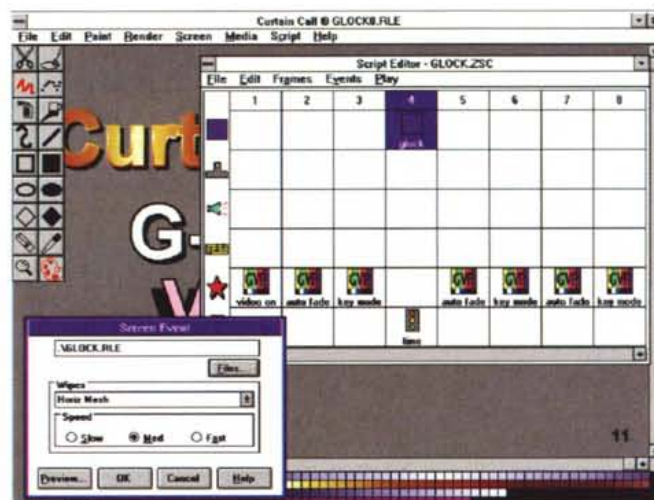 Curtain Call © GLOCK8.RLE
File Edit Paint Render Screen Media Script Help
Script Editor - GLOCK.ZSC
File Edit Frames Events Play
1 2 3 4 5 6 7 8
glock
Curt
G-
video on auto fade key mode auto fade key mode auto fade key mode
time
Screen Event
.\GLOCK.RLE
Files...
Wipes
Horiz Mesh
Speed
Slow Med Fast
Preview... OK Cancel Help
11